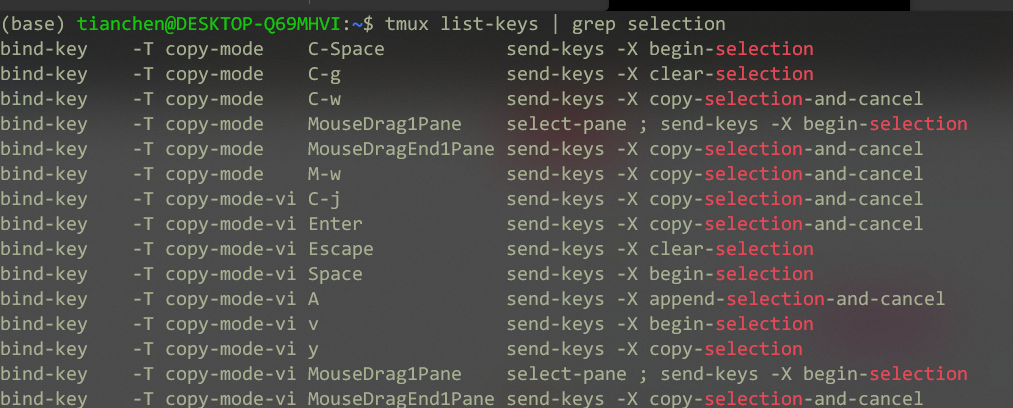 (base) tianchen@DESKTOP-Q69MHVI:~$ tmux list-keys | grep selection
bind-key    -T copy-mode    C-Space           send-keys -X begin-selection
bind-key    -T copy-mode    C-g               send-keys -X clear-selection
bind-key    -T copy-mode    C-w               send-keys -X copy-selection-and-cancel
bind-key    -T copy-mode    MouseDrag1Pane    select-pane ; send-keys -X begin-selection
bind-key    -T copy-mode    MouseDragEnd1Pane send-keys -X copy-selection-and-cancel
bind-key    -T copy-mode    M-w               send-keys -X copy-selection-and-cancel
bind-key    -T copy-mode-vi C-j               send-keys -X copy-selection-and-cancel
bind-key    -T copy-mode-vi Enter             send-keys -X copy-selection-and-cancel
bind-key    -T copy-mode-vi Escape            send-keys -X clear-selection
bind-key    -T copy-mode-vi Space             send-keys -X begin-selection
bind-key    -T copy-mode-vi A                 send-keys -X append-selection-and-cancel
bind-key    -T copy-mode-vi v                 send-keys -X begin-selection
bind-key    -T copy-mode-vi y                 send-keys -X copy-selection
bind-key    -T copy-mode-vi MouseDrag1Pane    select-pane ; send-keys -X begin-selection
bind-key    -T copy-mode-vi MouseDragEnd1Pane send-keys -X copy-selection-and-cancel